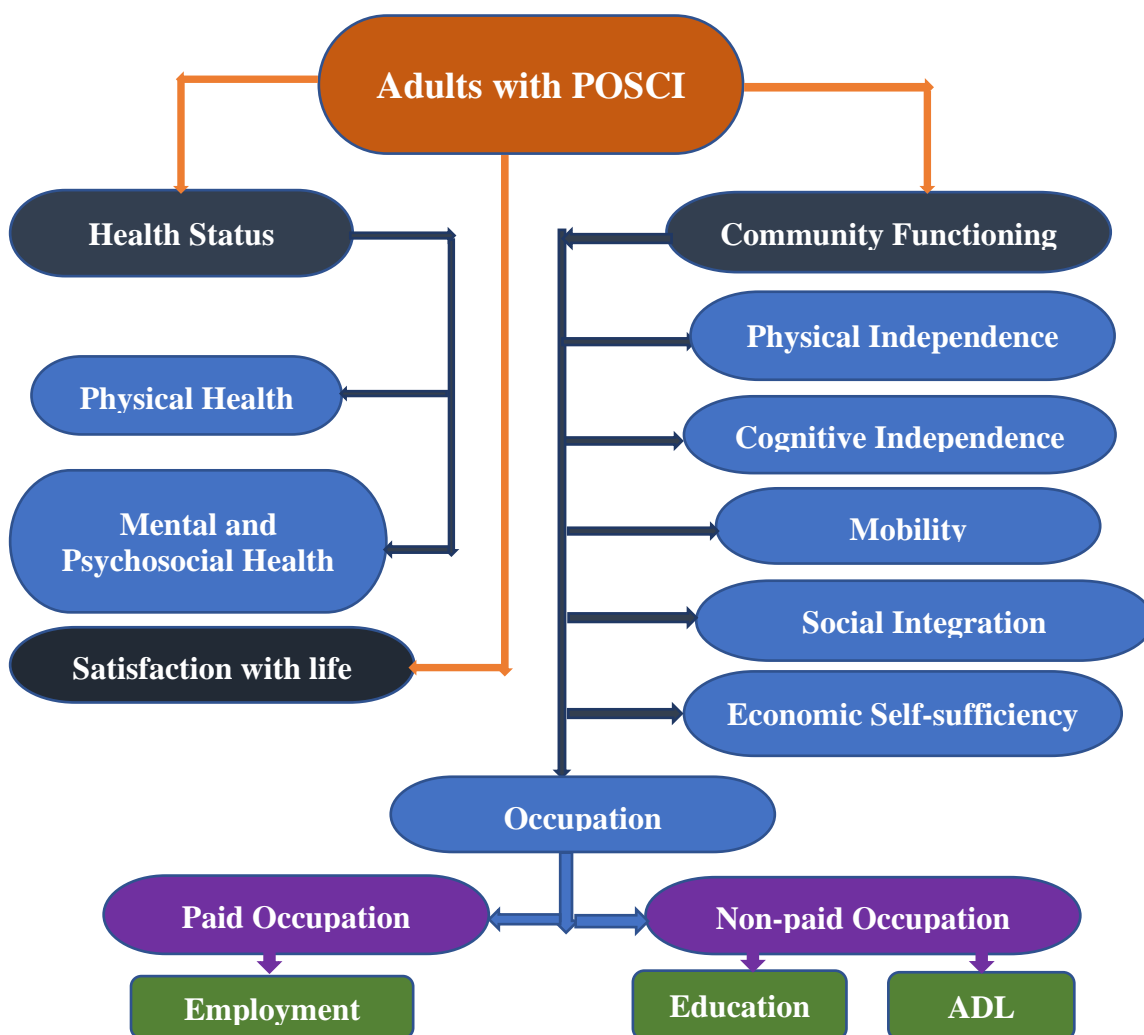 Adults with POSCI
Health Status
Community Functioning
Physical Independence
Physical Health
Cognitive Independence
Mental and
Psychosocial Health
Mobility
Social Integration
Satisfaction with life
Economic Self-sufficiency
Occupation
Paid Occupation
Non-paid Occupation
Employment
Education
ADL